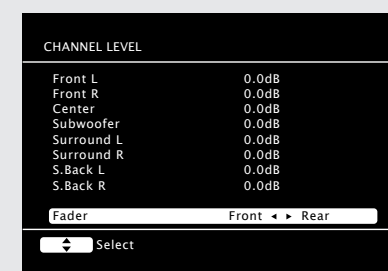 CHANNEL LEVEL
Front L 0.0dB
Front R 0.0dB
Center 0.0dB
Subwoofer 0.0dB
Surround L 0.0dB
Surround R 0.0dB
S.Back L 0.0dB
S.Back R 0.0dB
Fader Front ◄ ► Rear
Select